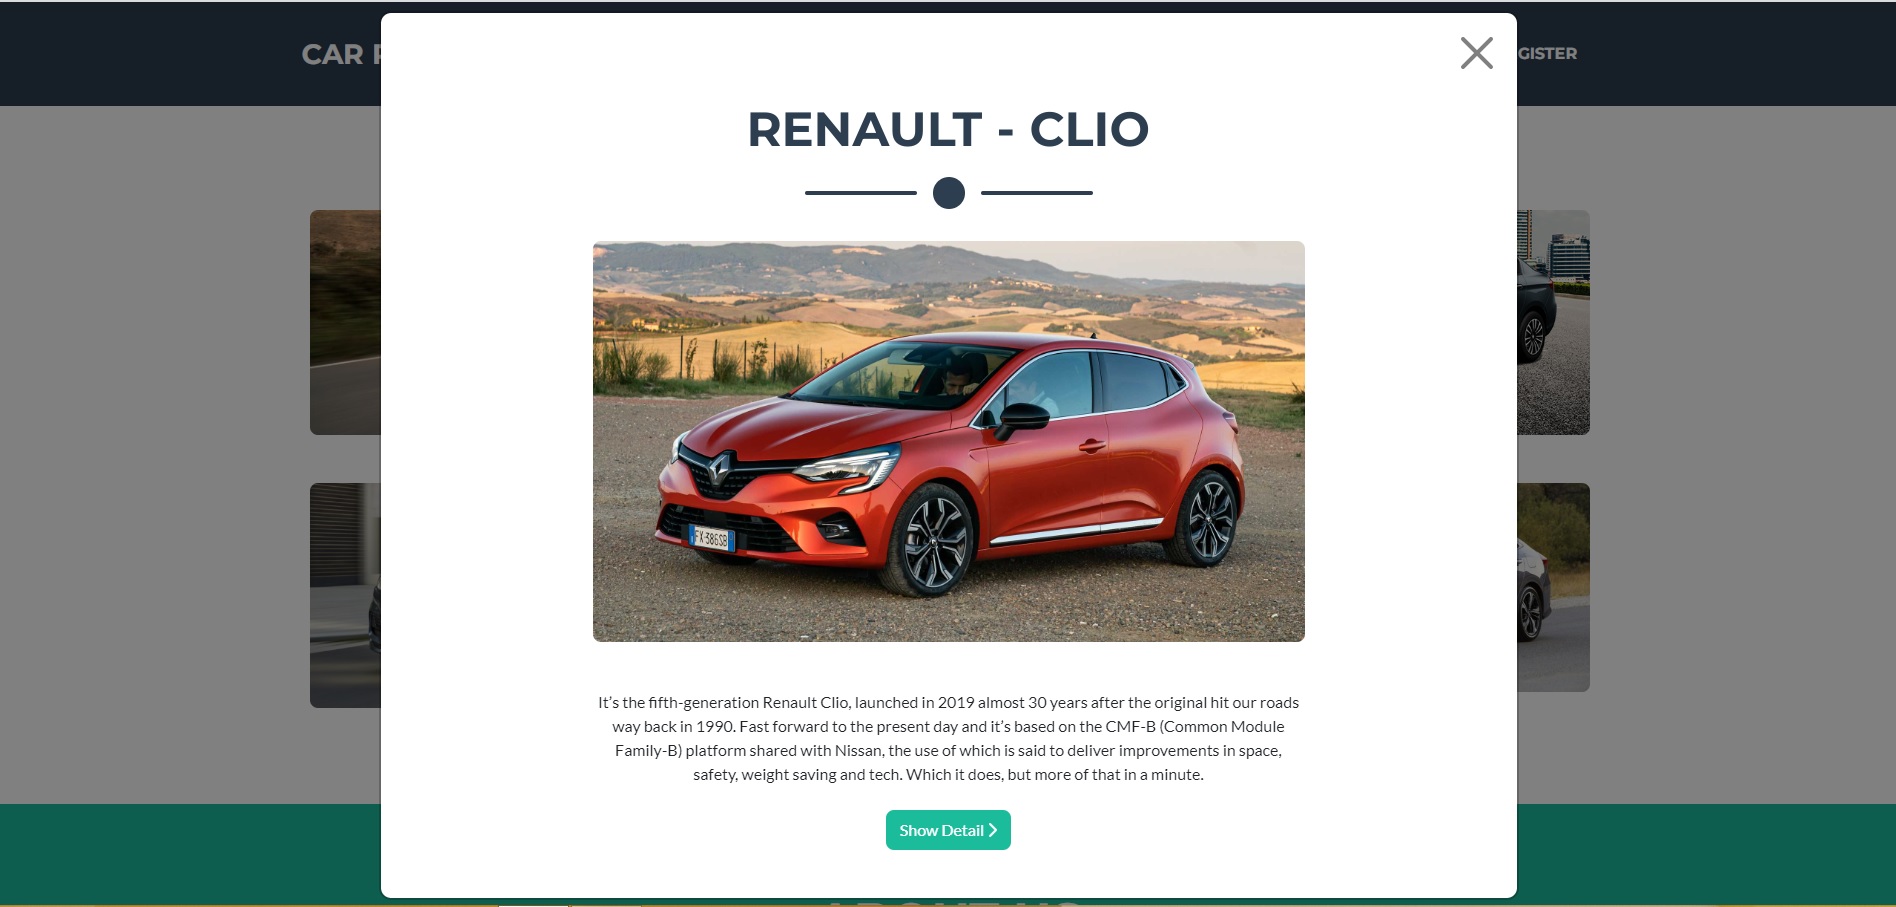 CAR
GISTER
RENAULT - CLIO
FX 386SB
It’s the fifth-generation Renault Clio, launched in 2019 almost 30 years after the original hit our roads
way back in 1990. Fast forward to the present day and it’s based on the CMF-B (Common Module
Family-B) platform shared with Nissan, the use of which is said to deliver improvements in space,
safety, weight saving and tech. Which it does, but more of that in a minute.
Show Detail